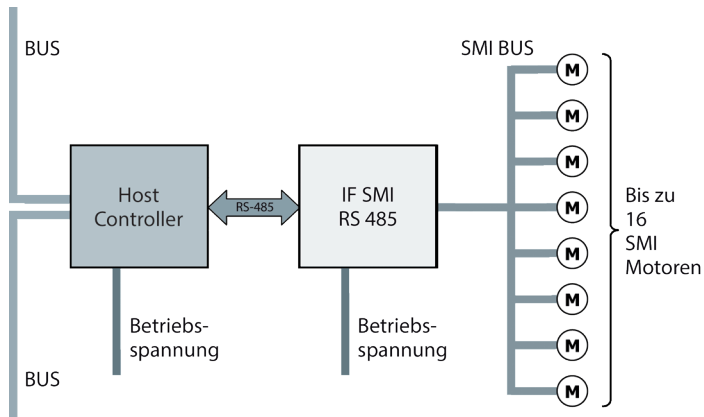 BUS
SMI BUS
M
M
M
M
M
M
M
M
Host
Controller
RS-485
IF SMI
RS 485
Bis zu
16
SMI
Motoren
Betriebs-
spannung
Betriebs-
spannung
BUS